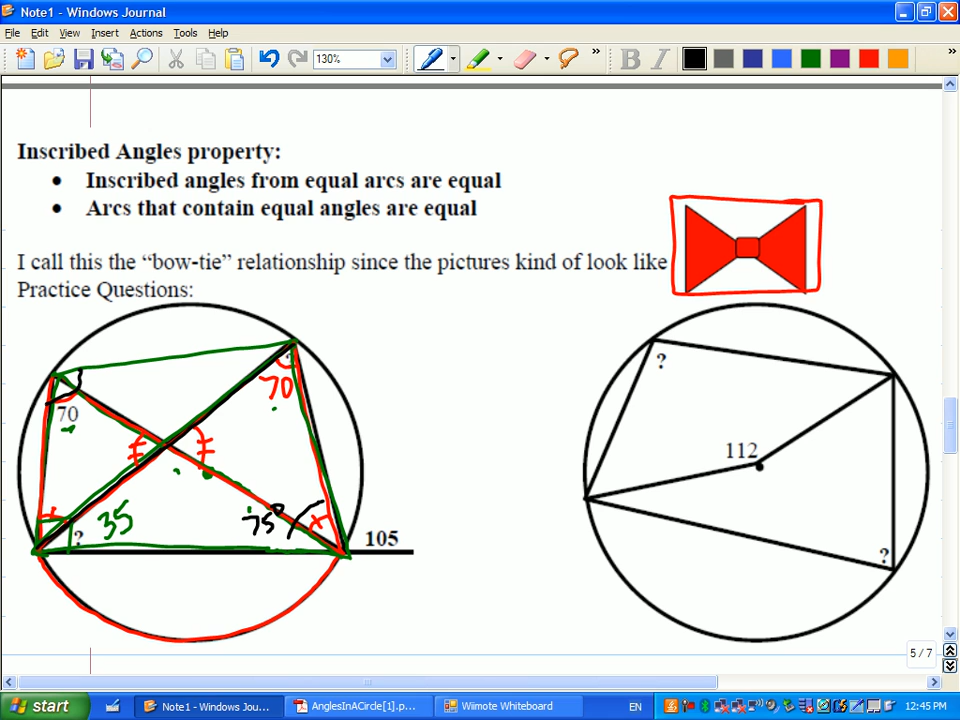 Note1 - Windows Journal
File Edit View Insert Actions Tools Help
130%
B I
Inscribed Angles property:
• Inscribed angles from equal arcs are equal
• Arcs that contain equal angles are equal
I call this the “bow-tie” relationship since the pictures kind of look like
Practice Questions:
?
70
70
112
35
75°
?
105
?
5 / 7
start
Note1 - Windows Jou...
AnglesInACircle[1].p...
Wiimote Whiteboard
EN
12:45 PM